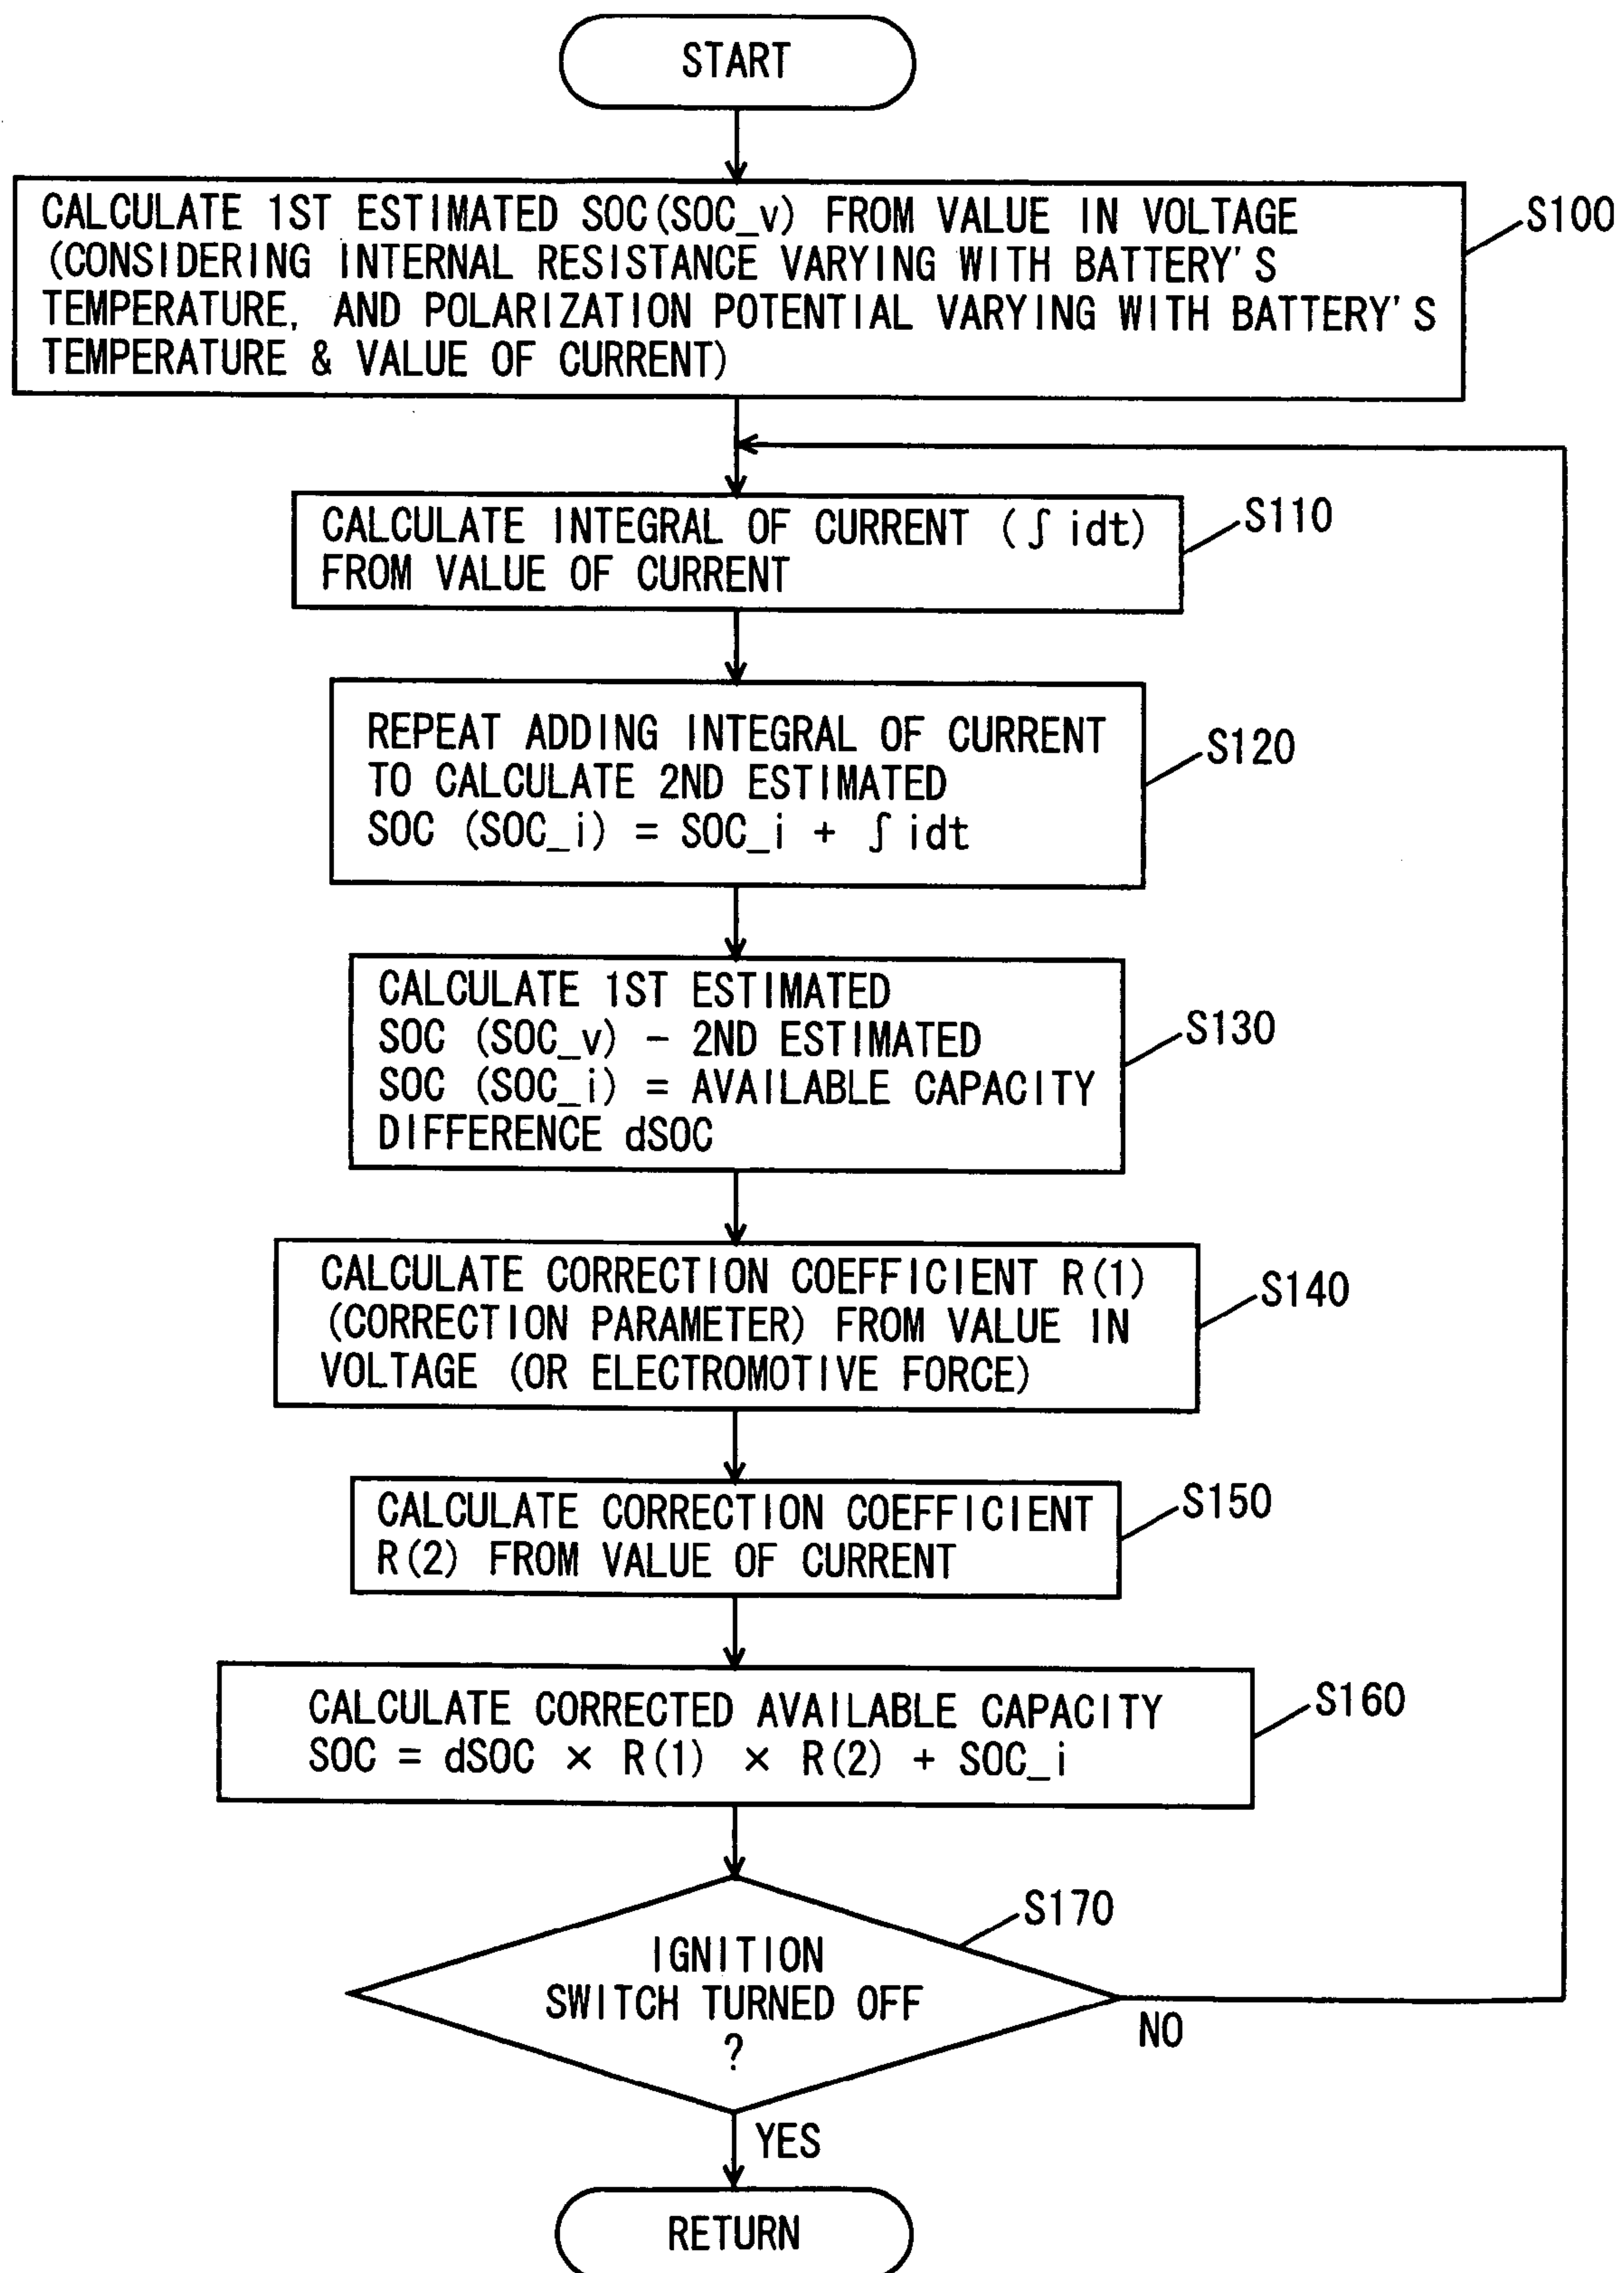 START
CALCULATE 1ST ESTIMATED SOC(SOC_v) FROM VALUE IN VOLTAGE
(CONSIDERING INTERNAL RESISTANCE VARYING WITH BATTERY'S
TEMPERATURE, AND POLARIZATION POTENTIAL VARYING WITH BATTERY'S
TEMPERATURE & VALUE OF CURRENT)
S100
CALCULATE INTEGRAL OF CURRENT (∫idt)
FROM VALUE OF CURRENT
S110
REPEAT ADDING INTEGRAL OF CURRENT
TO CALCULATE 2ND ESTIMATED
SOC (SOC_i) = SOC_i + ∫idt
S120
CALCULATE 1ST ESTIMATED
SOC (SOC_v) - 2ND ESTIMATED
SOC (SOC_i) = AVAILABLE CAPACITY
DIFFERENCE dSOC
S130
CALCULATE CORRECTION COEFFICIENT R(1)
(CORRECTION PARAMETER) FROM VALUE IN
VOLTAGE (OR ELECTROMOTIVE FORCE)
S140
CALCULATE CORRECTION COEFFICIENT
R(2) FROM VALUE OF CURRENT
S150
CALCULATE CORRECTED AVAILABLE CAPACITY
SOC = dSOC × R(1) × R(2) + SOC_i
S160
IGNITION
SWITCH TURNED OFF
?
S170
NO
YES
RETURN